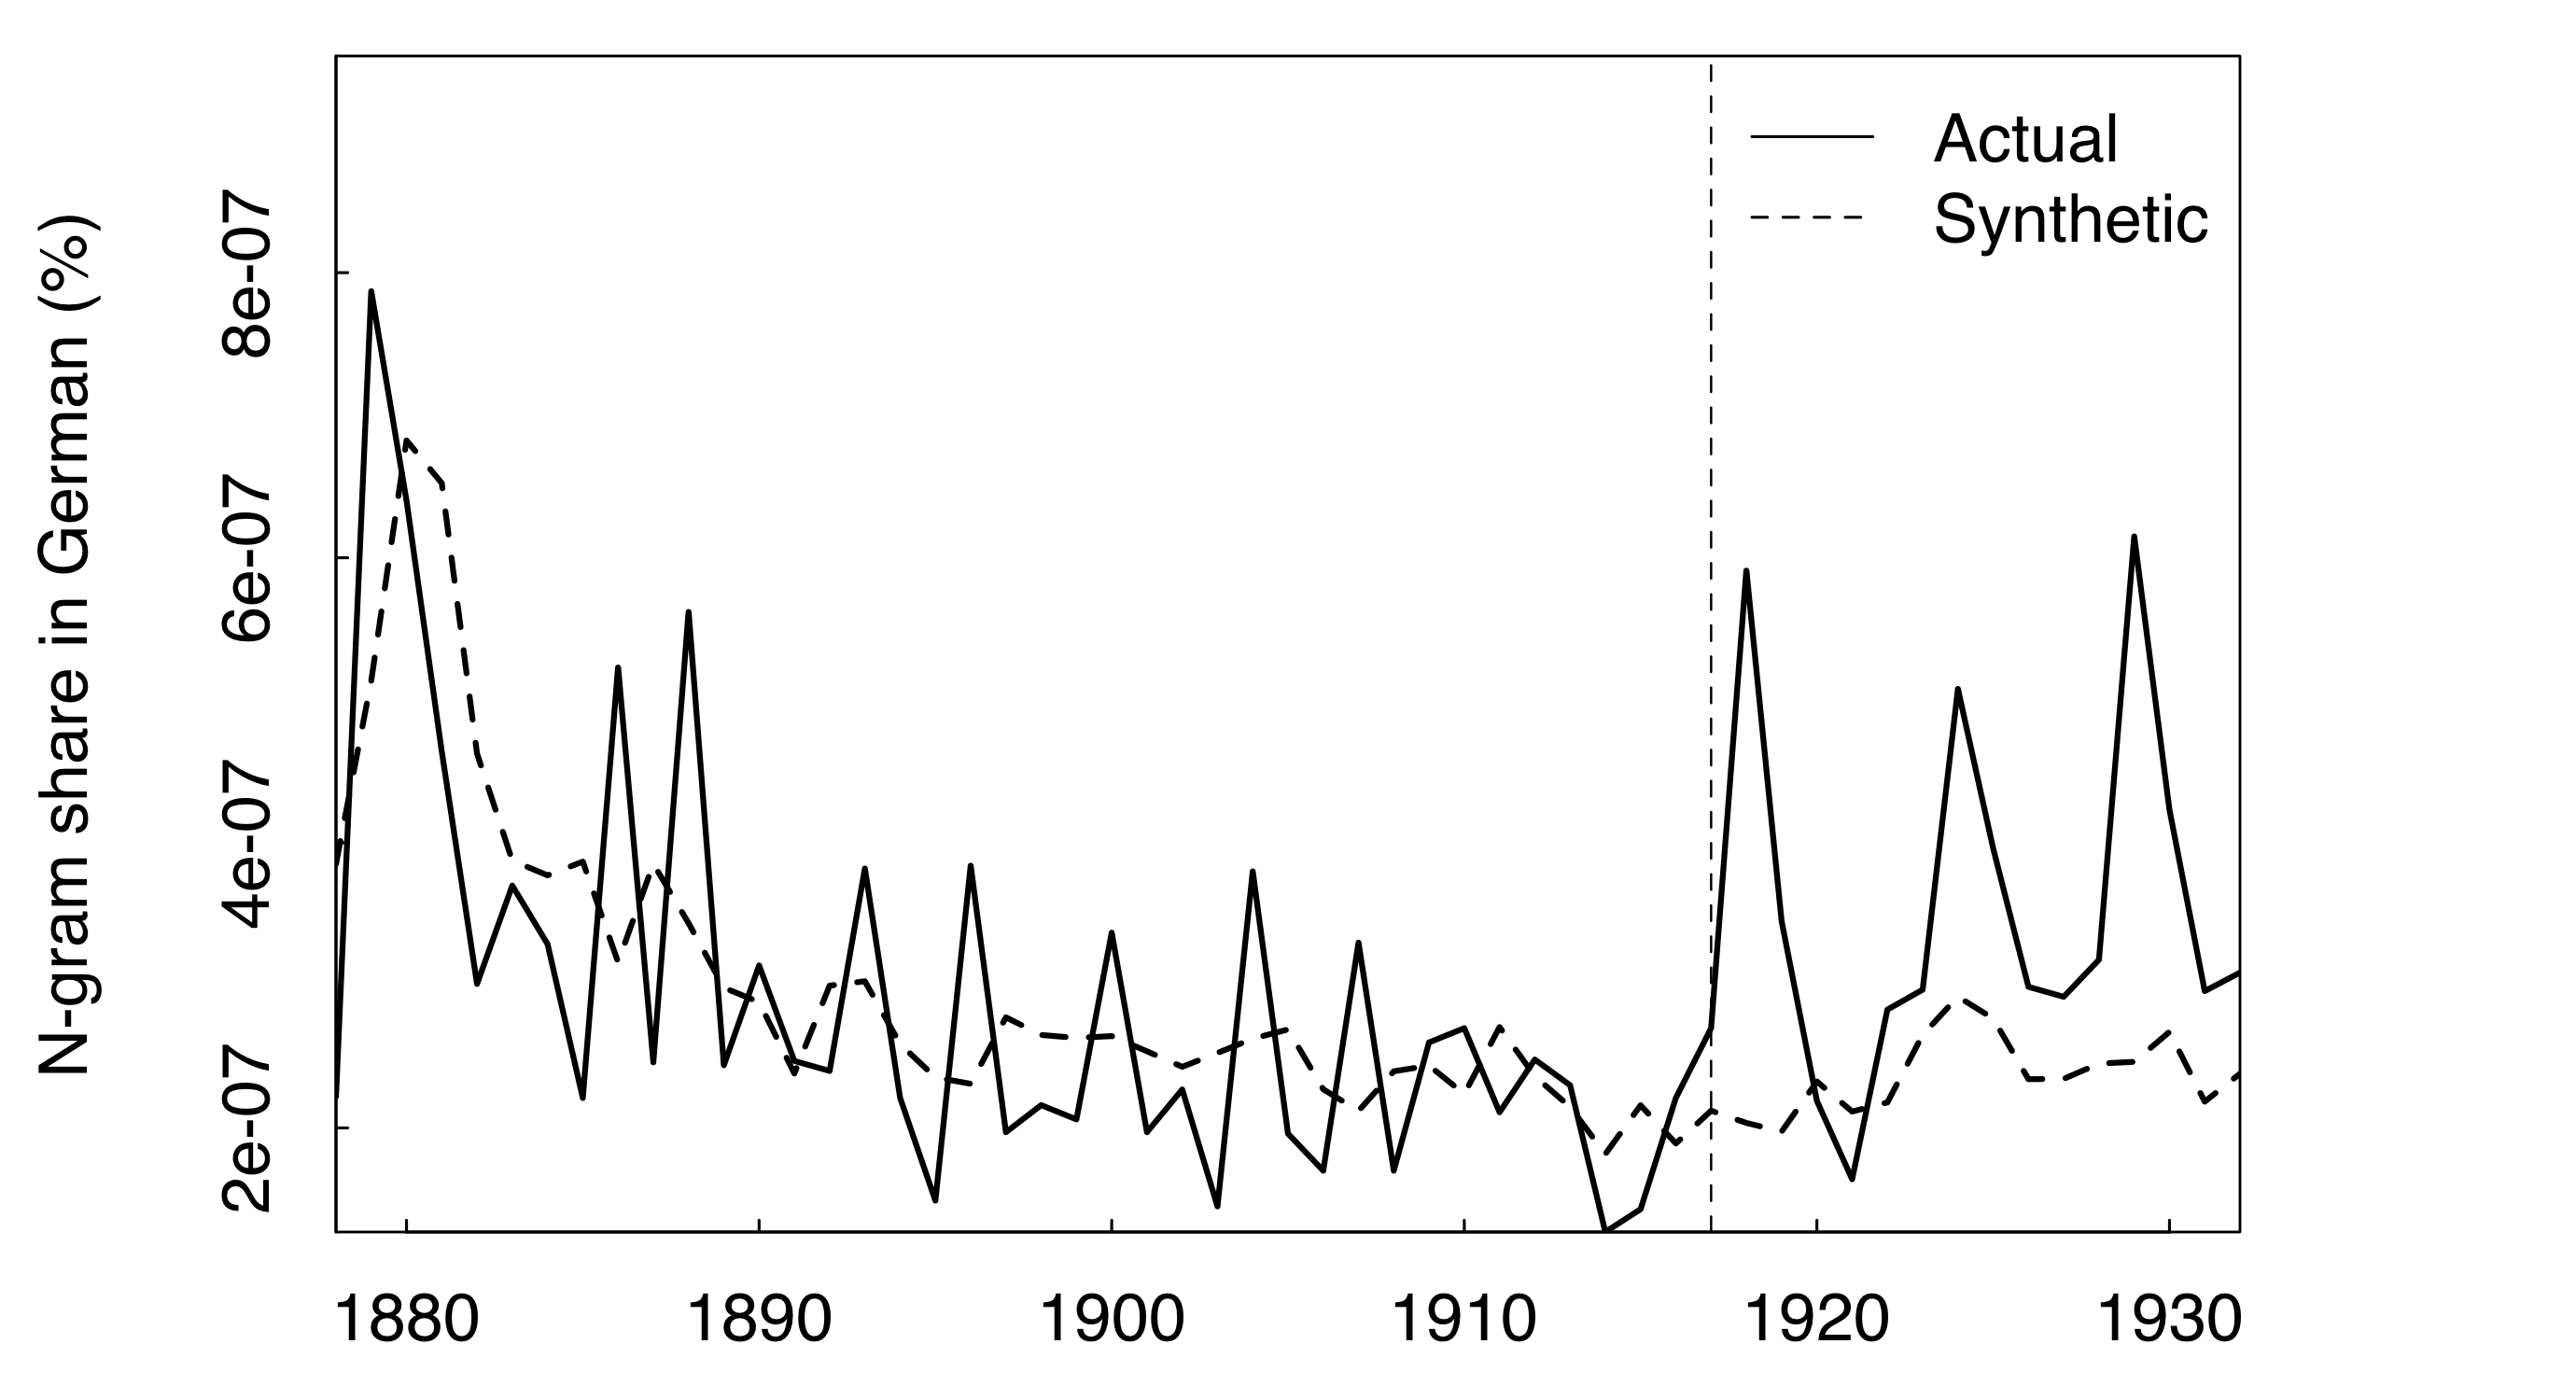 Actual
Synthetic
N-gram share in German (%)
8e-07
6e-07
4e-07
2e-07
1880 1890 1900 1910 1920 1930